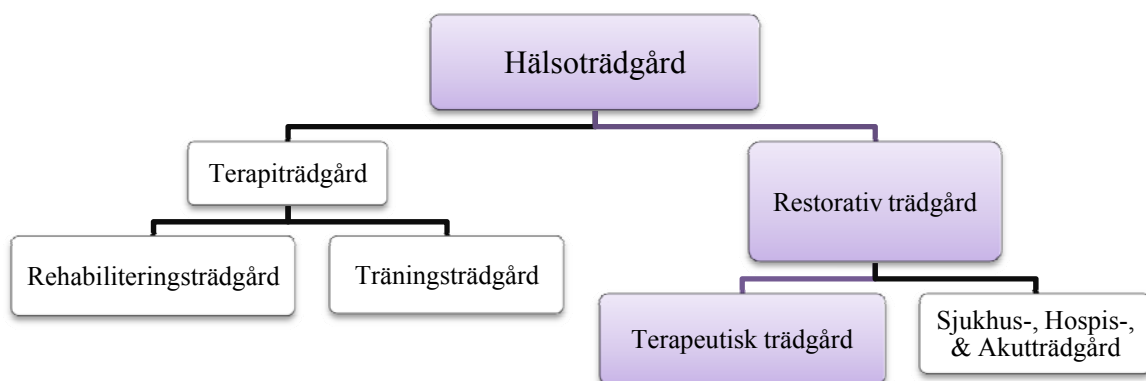 Hälsoträdgård
Terapiträdgård
Restorativ trädgård
Rehabiliteringsträdgård
Träningsträdgård
Terapeutisk trädgård
Sjukhus-, Hospis-,
& Akutträdgård